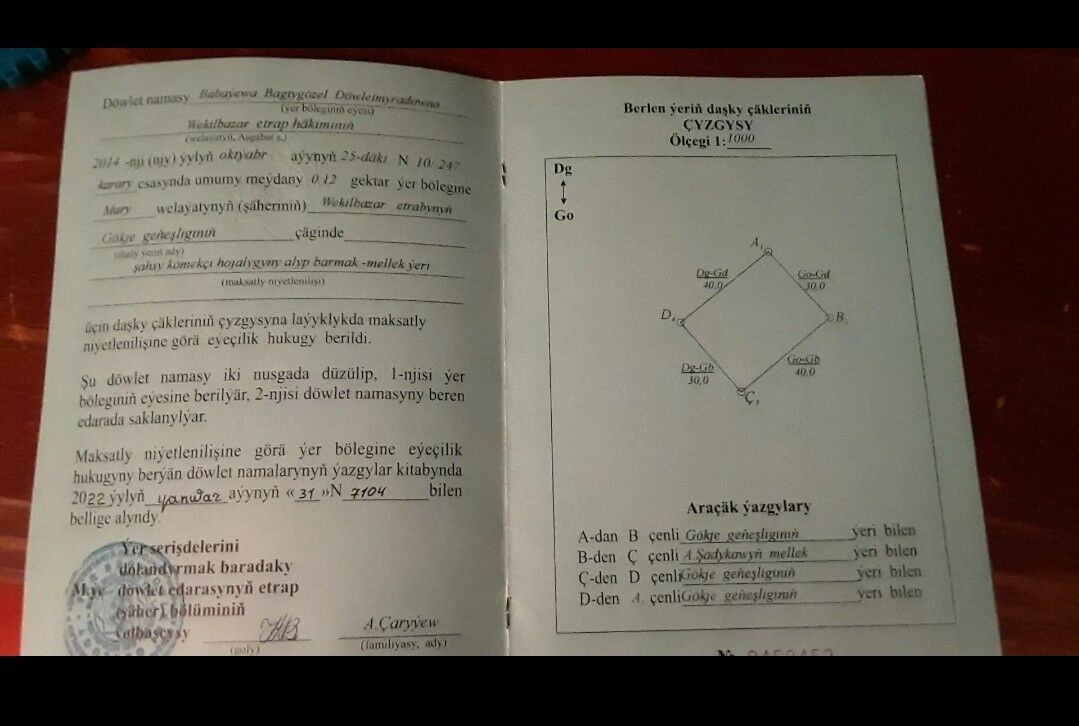 Döwlet namasy Babaýewa Bagtygözel Döwletmyradowna
(ýer böleginiň eýesi)
Wekilbazar etrap häkiminiň
(welaýatyň, Aşgabat ş.)
2014 -nji (njy) ýylyň oktýabr aýynyň 25-däki N 10/247
karary esasynda umumy meýdany 0,12 gektar ýer bölegine
Mary welaýatynyň (şäheriniň) Wekilbazar etrabynyň
Gökje geňeşliginiň çäginde
(ilatly ýeriň ady)
şahsy kömekçi hojalygyny alyp barmak -mellek ýeri
(maksatly niýetlenilişi)
üçin daşky çäkleriniň çyzgysyna laýyklykda maksatly
niýetlenilişine görä eýeçilik hukugy berildi.
Şu döwlet namasy iki nusgada düzülip, 1-njisi ýer
böleginiň eýesine berilýär, 2-njisi döwlet namasyny beren
edarada saklanylýar.
Maksatly niýetlenilişine görä ýer bölegine eýeçilik
hukugyny berýän döwlet namalarynyň ýazgylar kitabynda
2022 ýylyň ýanwar aýynyň « 31 » N 7104 bilen
bellige alyndy.
Ýer serişdelerini
dolandyrmak baradaky
döwlet edarasynyň etrap
(şäher) bölüminiň
ýolbaşçysy
A.Çaryýew
(goly) (familiýasy, ady)
Berlen ýeriň daşky çäkleriniň
ÇYZGYSY
Ölçegi 1: 1000
Dg
Go
A
Dg-Gd
40,0
Go-Gd
30,0
D
B
Dg-Gb
30,0
Go-Gb
40,0
Ç
Araçäk ýazgylary
A-dan B çenli Gökje geňeşliginiň ýeri bilen
B-den Ç çenli A.Şadykowyň mellek ýeri bilen
Ç-den D çenli Gökje geňeşliginiň ýeri bilen
D-den A çenli Gökje geňeşliginiň ýeri bilen
№